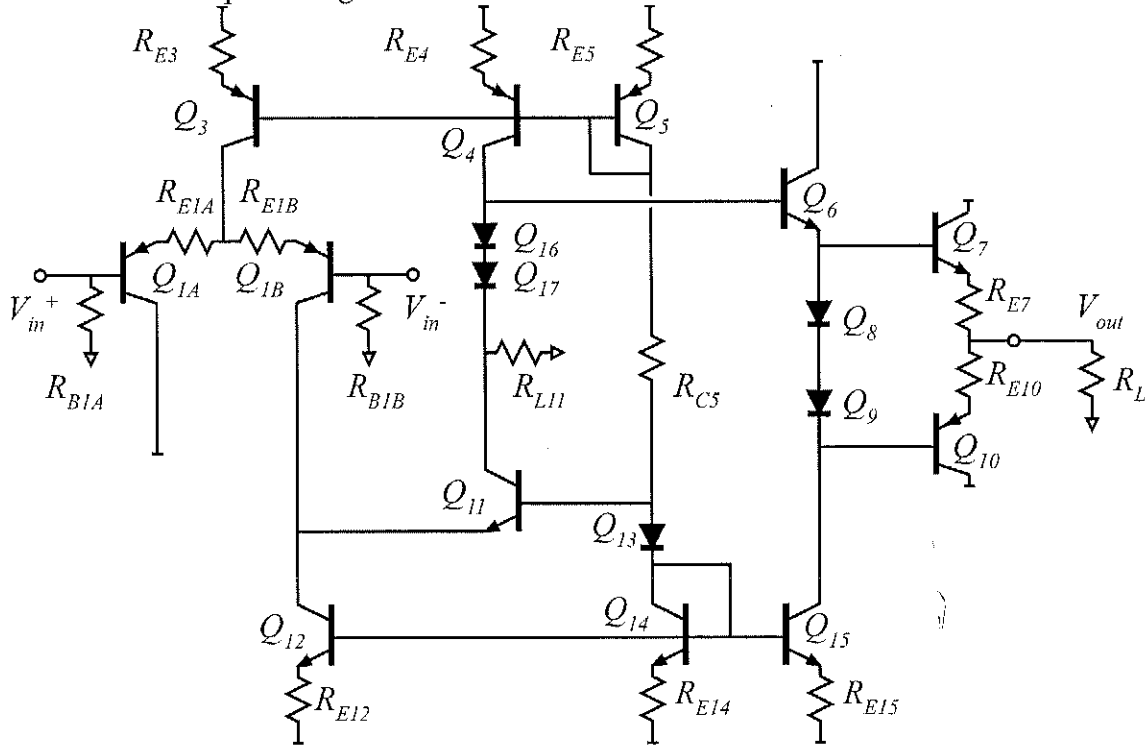 R_E3
R_E4
R_E5
Q_3
Q_4
Q_5
R_E1A
R_E1B
Q_6
Q_7
Q_16
Q_17
Q_1A
Q_1B
V_in^+
V_in^-
R_E7
V_out
Q_8
R_B1A
R_B1B
R_L11
R_C5
R_E10
R_L
Q_9
Q_10
Q_11
Q_13
Q_12
Q_14
Q_15
R_E12
R_E14
R_E15